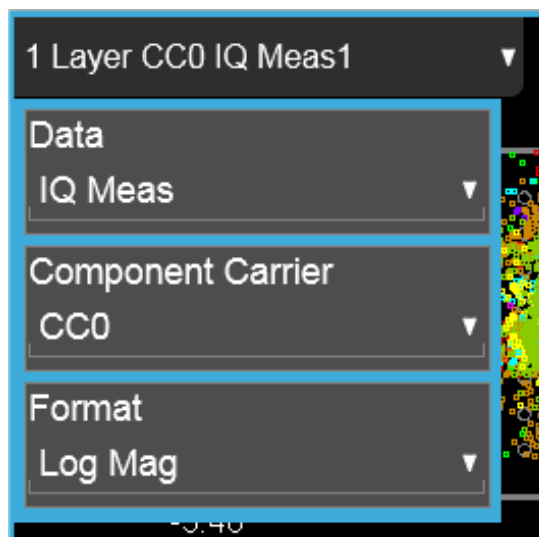 1 Layer CC0 IQ Meas1
Data
IQ Meas
Component Carrier
CC0
Format
Log Mag